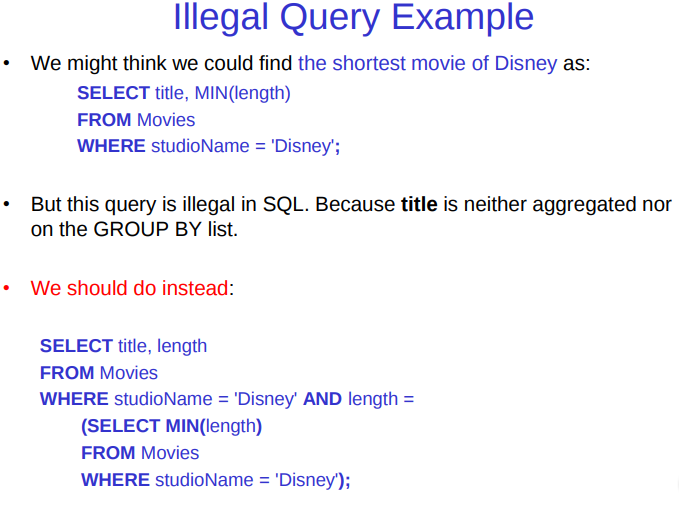 Illegal Query Example
• We might think we could find the shortest movie of Disney as:
SELECT title, MIN(length)
FROM Movies
WHERE studioName = 'Disney';
• But this query is illegal in SQL. Because title is neither aggregated nor
on the GROUP BY list.
• We should do instead:
SELECT title, length
FROM Movies
WHERE studioName = 'Disney' AND length =
(SELECT MIN(length)
FROM Movies
WHERE studioName = 'Disney');